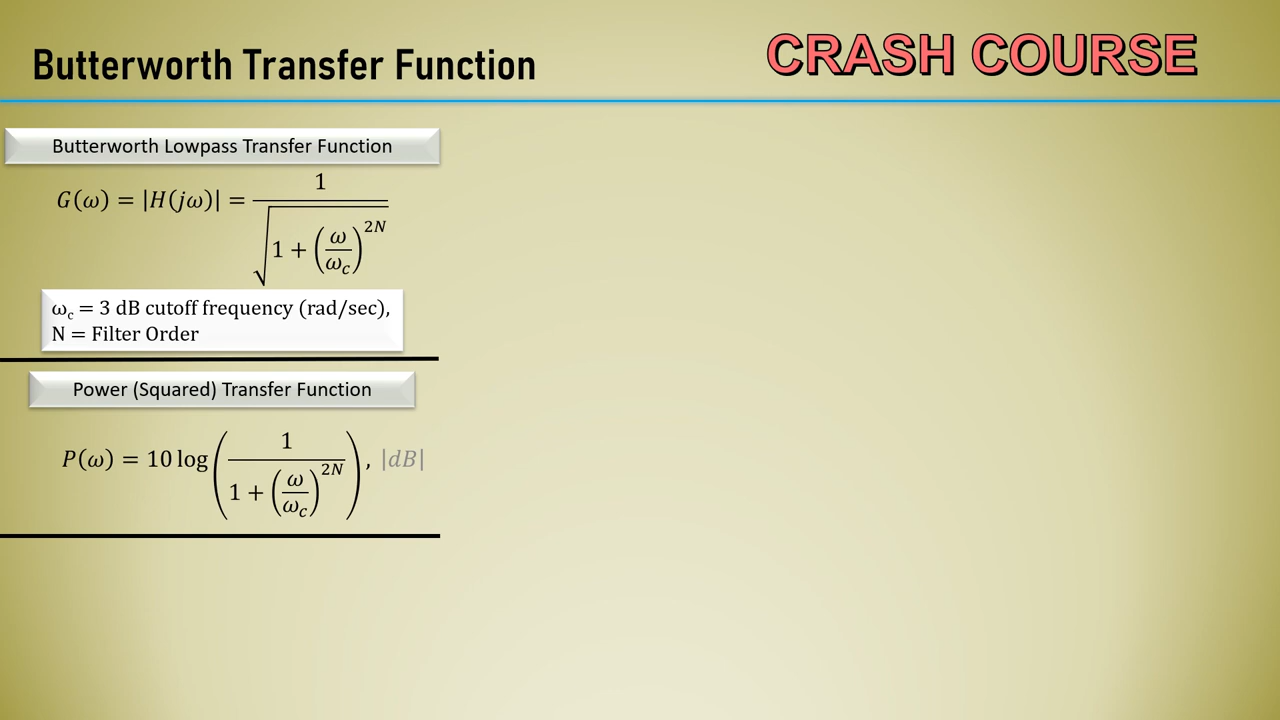 Butterworth Transfer Function
CRASH COURSE
Butterworth Lowpass Transfer Function
G(ω) = |H(jω)| = 1 / √(1 + (ω/ω_c)^{2N})
ω_c = 3 dB cutoff frequency (rad/sec),
N = Filter Order
Power (Squared) Transfer Function
P(ω) = 10 log(1 / (1 + (ω/ω_c)^{2N})), |dB|